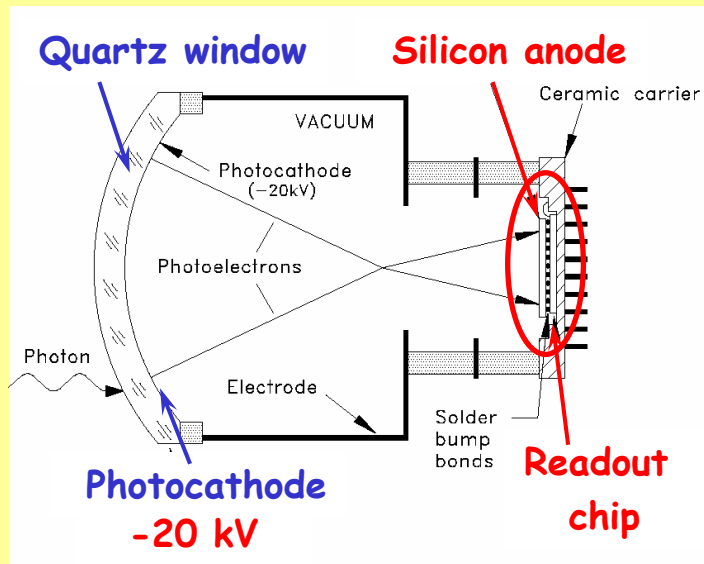 Quartz window
Silicon anode
Ceramic carrier
VACUUM
Photocathode
(-20kV)
Photoelectrons
Photon
Electrode
Solder
bump
bonds
Readout
chip
Photocathode
-20 kV